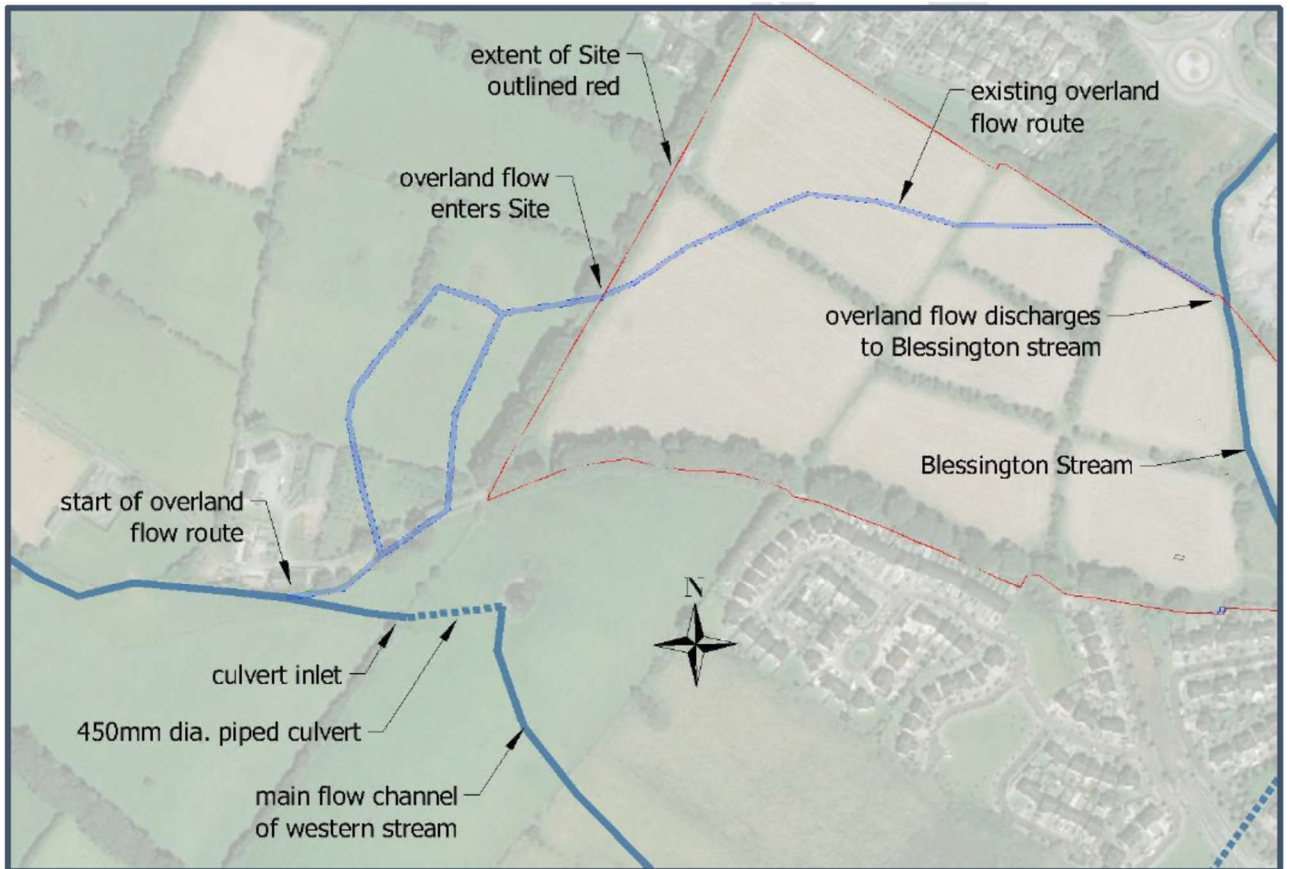 extent of Site
outlined red
existing overland
flow route
overland flow
enters Site
overland flow discharges
to Blessington stream
Blessington Stream
start of overland
flow route
N
culvert inlet
450mm dia. piped culvert
main flow channel
of western stream